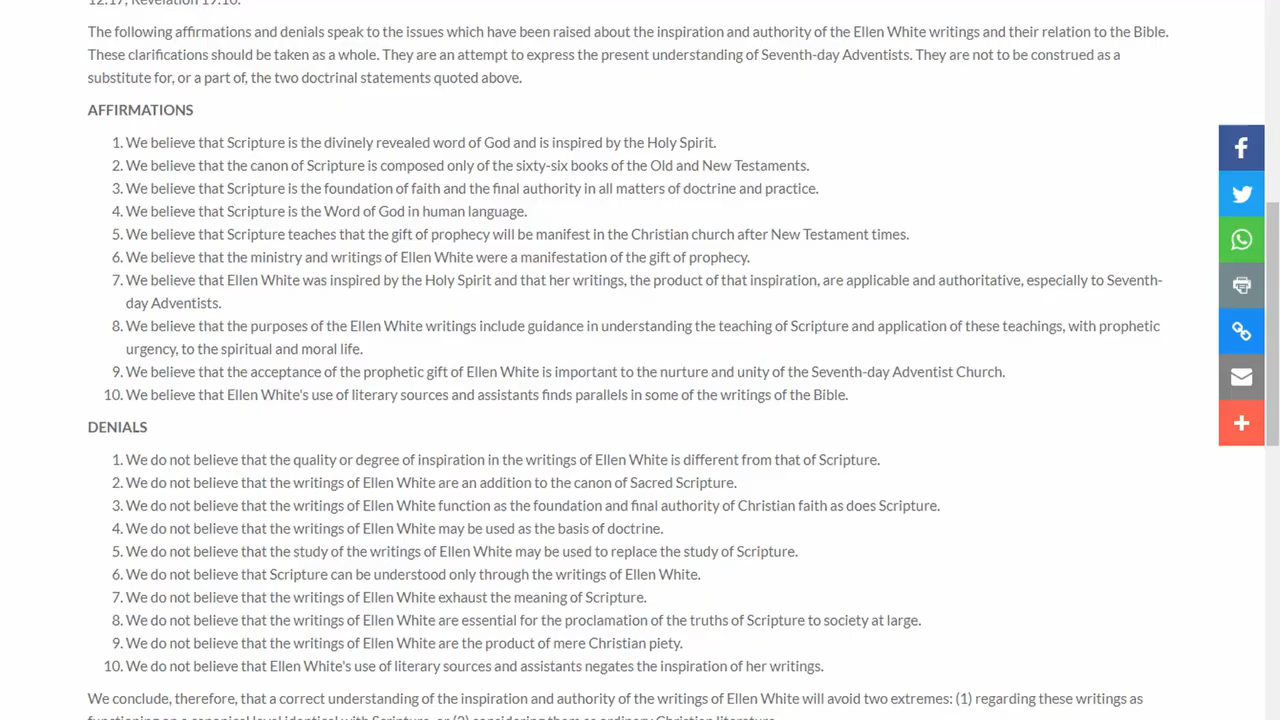 12:17; Revelation 19:10.
The following affirmations and denials speak to the issues which have been raised about the inspiration and authority of the Ellen White writings and their relation to the Bible.
These clarifications should be taken as a whole. They are an attempt to express the present understanding of Seventh-day Adventists. They are not to be construed as a
substitute for, or a part of, the two doctrinal statements quoted above.
AFFIRMATIONS
1. We believe that Scripture is the divinely revealed word of God and is inspired by the Holy Spirit.
2. We believe that the canon of Scripture is composed only of the sixty-six books of the Old and New Testaments.
3. We believe that Scripture is the foundation of faith and the final authority in all matters of doctrine and practice.
4. We believe that Scripture is the Word of God in human language.
5. We believe that Scripture teaches that the gift of prophecy will be manifest in the Christian church after New Testament times.
6. We believe that the ministry and writings of Ellen White were a manifestation of the gift of prophecy.
7. We believe that Ellen White was inspired by the Holy Spirit and that her writings, the product of that inspiration, are applicable and authoritative, especially to Seventh-
day Adventists.
8. We believe that the purposes of the Ellen White writings include guidance in understanding the teaching of Scripture and application of these teachings, with prophetic
urgency, to the spiritual and moral life.
9. We believe that the acceptance of the prophetic gift of Ellen White is important to the nurture and unity of the Seventh-day Adventist Church.
10. We believe that Ellen White's use of literary sources and assistants finds parallels in some of the writings of the Bible.
DENIALS
1. We do not believe that the quality or degree of inspiration in the writings of Ellen White is different from that of Scripture.
2. We do not believe that the writings of Ellen White are an addition to the canon of Sacred Scripture.
3. We do not believe that the writings of Ellen White function as the foundation and final authority of Christian faith as does Scripture.
4. We do not believe that the writings of Ellen White may be used as the basis of doctrine.
5. We do not believe that the study of the writings of Ellen White may be used to replace the study of Scripture.
6. We do not believe that Scripture can be understood only through the writings of Ellen White.
7. We do not believe that the writings of Ellen White exhaust the meaning of Scripture.
8. We do not believe that the writings of Ellen White are essential for the proclamation of the truths of Scripture to society at large.
9. We do not believe that the writings of Ellen White are the product of mere Christian piety.
10. We do not believe that Ellen White's use of literary sources and assistants negates the inspiration of her writings.
We conclude, therefore, that a correct understanding of the inspiration and authority of the writings of Ellen White will avoid two extremes: (1) regarding these writings as
functioning on a canonical level identical with Scripture, or (2) considering them as ordinary Christian literature.